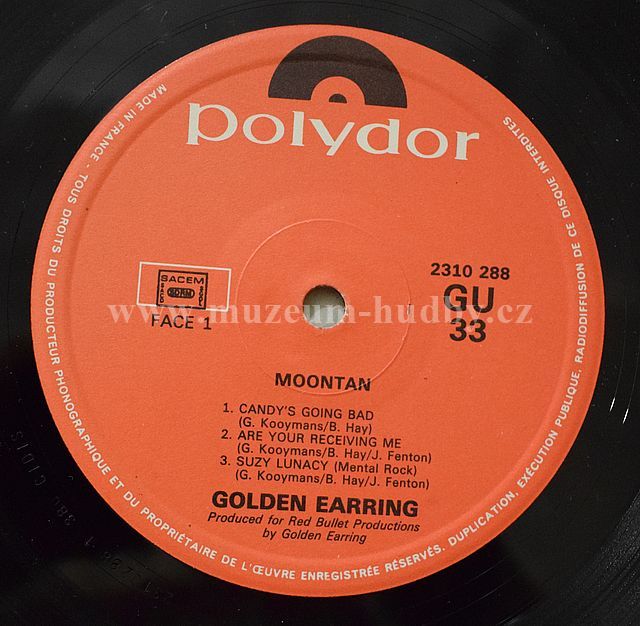 polydor
MADE IN FRANCE - TOUS DROITS DU PRODUCTEUR PHONOGRAPHIQUE ET DU PROPRIÉTAIRE DE L'ŒUVRE ENREGISTRÉE RÉSERVÉS. DUPLICATION, EXÉCUTION PUBLIQUE, RADIODIFFUSION DE CE DISQUE INTERDITES
SACEM
SDRM
FACE 1
2310 288
GU
33
www.muzeum-hudby.cz
MOONTAN
1. CANDY'S GOING BAD
(G. Kooymans/B. Hay)
2. ARE YOUR RECEIVING ME
(G. Kooymans/B. Hay/J. Fenton)
3. SUZY LUNACY (Mental Rock)
(G. Kooymans/B. Hay/J. Fenton)
GOLDEN EARRING
Produced for Red Bullet Productions
by Golden Earring